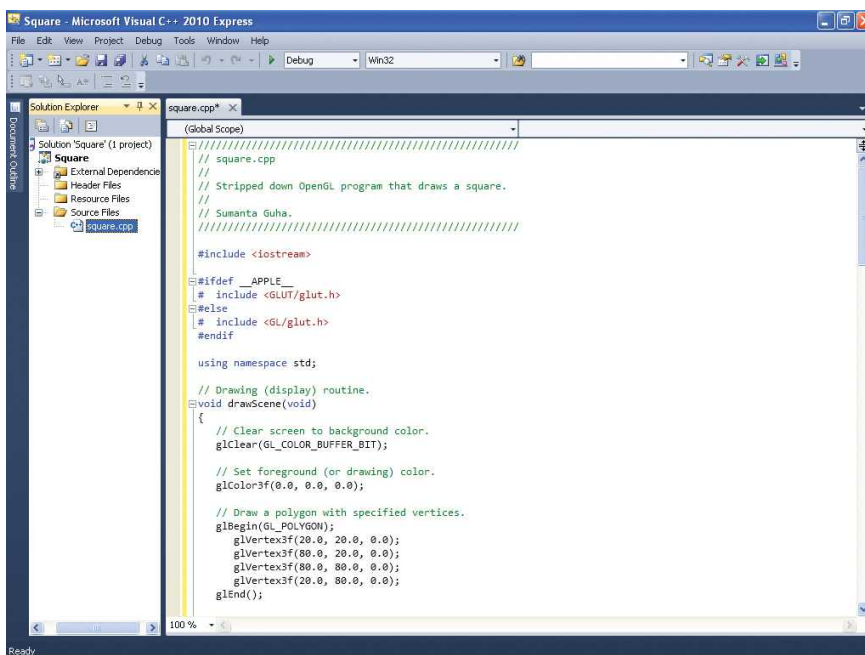 Square - Microsoft Visual C++ 2010 Express
File Edit View Project Debug Tools Window Help
Debug Win32
Document Outline
Solution Explorer
Solution 'Square' (1 project)
Square
External Dependencie
Header Files
Resource Files
Source Files
square.cpp
square.cpp*
(Global Scope)
////////////////////////////////////////////////////////
// square.cpp
//
// Stripped down OpenGL program that draws a square.
//
// Sumanta Guha.
////////////////////////////////////////////////////////
#include <iostream>
#ifdef __APPLE__
# include <GLUT/glut.h>
#else
# include <GL/glut.h>
#endif
using namespace std;
// Drawing (display) routine.
void drawScene(void)
{
// Clear screen to background color.
glClear(GL_COLOR_BUFFER_BIT);
// Set foreground (or drawing) color.
glColor3f(0.0, 0.0, 0.0);
// Draw a polygon with specified vertices.
glBegin(GL_POLYGON);
glVertex3f(20.0, 20.0, 0.0);
glVertex3f(80.0, 20.0, 0.0);
glVertex3f(80.0, 80.0, 0.0);
glVertex3f(20.0, 80.0, 0.0);
glEnd();
100 %
Ready